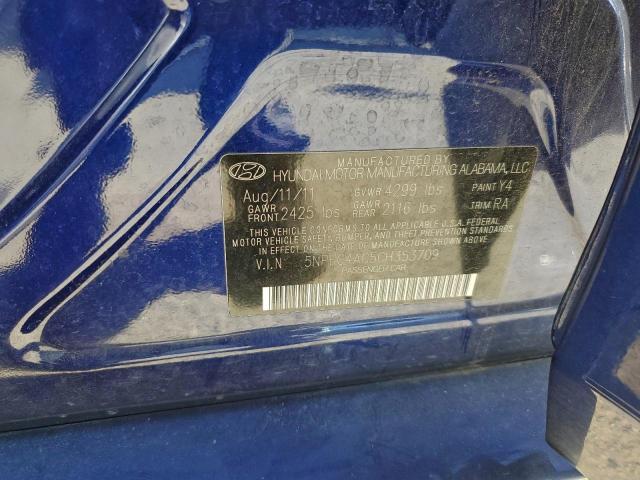 MANUFACTURED BY
HYUNDAI MOTOR MANUFACTURING ALABAMA, LLC
Aug/11/11 GVWR 4299 lbs PAINT Y4
GAWR FRONT 2425 lbs GAWR REAR 2116 lbs TRIM RA
THIS VEHICLE CONFORMS TO ALL APPLICABLE U.S.A. FEDERAL
MOTOR VEHICLE SAFETY, BUMPER, AND THEFT PREVENTION STANDARDS
IN EFFECT ON THE DATE OF MANUFACTURE SHOWN ABOVE.
V.I.N
PASSENGER CAR